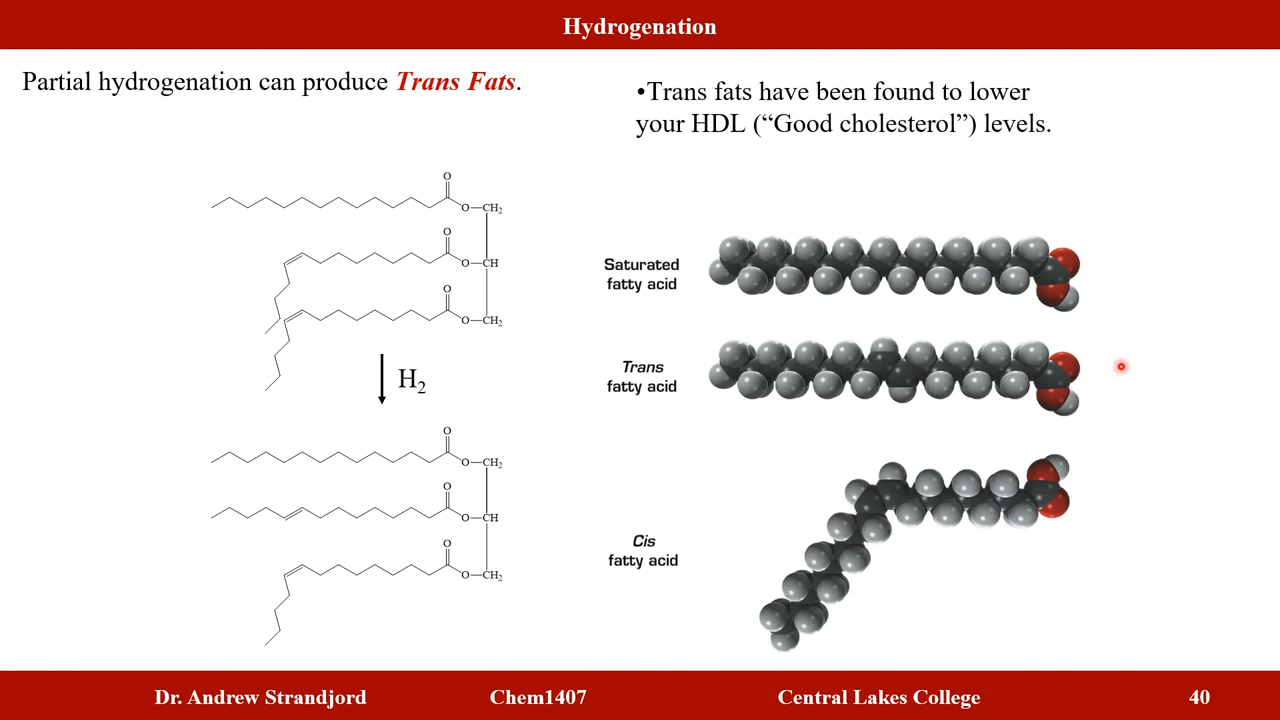 Hydrogenation
Partial hydrogenation can produce Trans Fats.
•Trans fats have been found to lower
your HDL (“Good cholesterol”) levels.
O
O—CH₂
O
O—CH
O
O—CH₂
H₂
O
O—CH₂
O
O—CH
O
O—CH₂
Saturated
fatty acid
Trans
fatty acid
Cis
fatty acid
Dr. Andrew Strandjord Chem1407 Central Lakes College 40